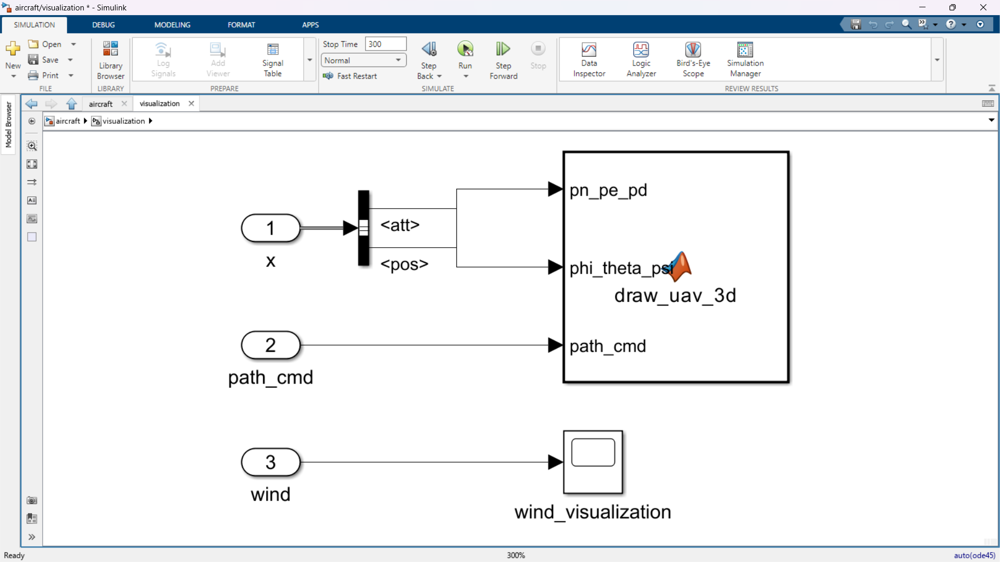 aircraft/visualization * - Simulink
SIMULATION DEBUG MODELING FORMAT APPS
New
Open
Save
Print
FILE
Library
Browser
LIBRARY
Log
Signals
Add
Viewer
Signal
Table
PREPARE
Stop Time 300
Normal
Fast Restart
Step
Back
Run
Step
Forward
Stop
SIMULATE
Data
Inspector
Logic
Analyzer
Bird's-Eye
Scope
Simulation
Manager
REVIEW RESULTS
Model Browser
aircraft
visualization
aircraft
visualization
1
x
<att>
<pos>
pn_pe_pd
phi_theta_psi
draw_uav_3d
path_cmd
2
path_cmd
3
wind
wind_visualization
Ready
300%
auto(ode45)